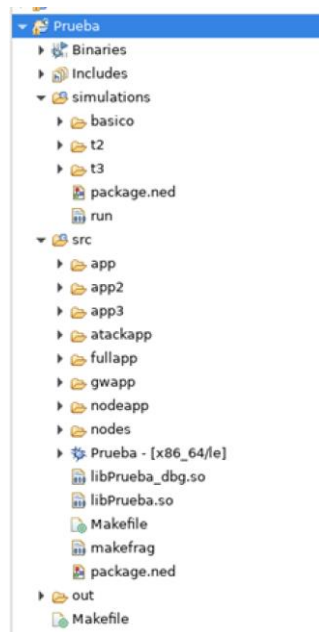 Prueba
Binaries
Includes
simulations
basico
t2
t3
package.ned
run
src
app
app2
app3
atackapp
fullapp
gwapp
nodeapp
nodes
Prueba - [x86_64/le]
libPrueba_dbg.so
libPrueba.so
Makefile
makefrag
package.ned
out
Makefile